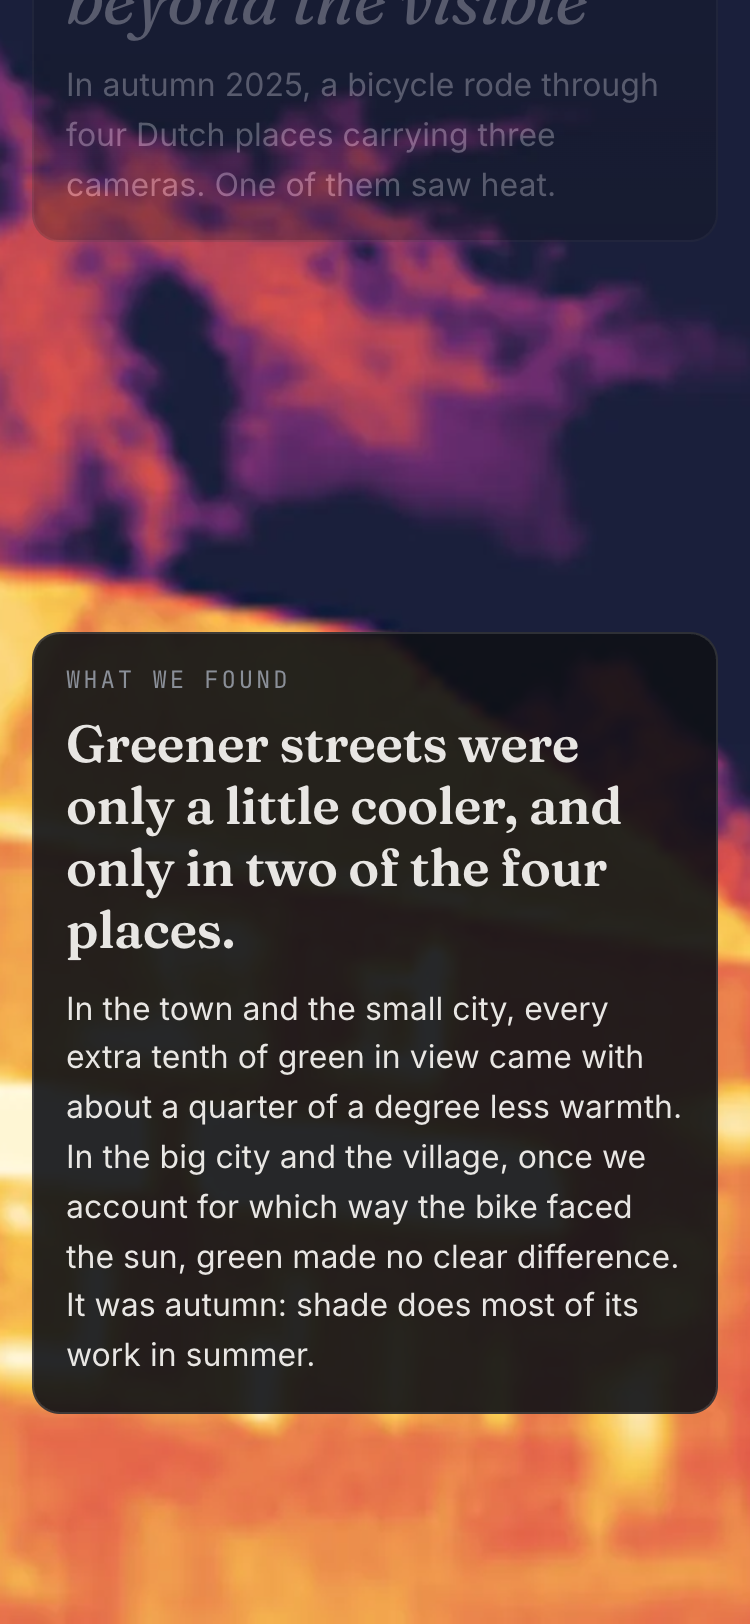 beyond the visible
In autumn 2025, a bicycle rode through
four Dutch places carrying three
cameras. One of them saw heat.
WHAT WE FOUND
Greener streets were
only a little cooler, and
only in two of the four
places.
In the town and the small city, every
extra tenth of green in view came with
about a quarter of a degree less warmth.
In the big city and the village, once we
account for which way the bike faced
the sun, green made no clear difference.
It was autumn: shade does most of its
work in summer.